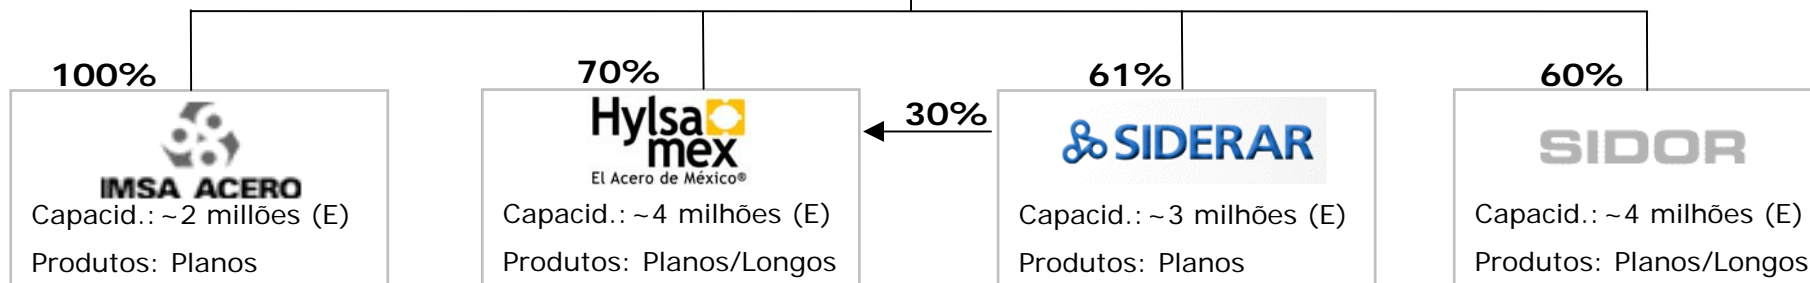 100%
70%
61%
60%
30%
IMSA ACERO
Capacid.: ~2 millões (E)
Produtos: Planos
Hylsa
mex
El Acero de México®
Capacid.: ~4 milhões (E)
Produtos: Planos/Longos
SIDERAR
Capacid.: ~3 milhões (E)
Produtos: Planos
SIDOR
Capacid.: ~4 milhões (E)
Produtos: Planos/Longos